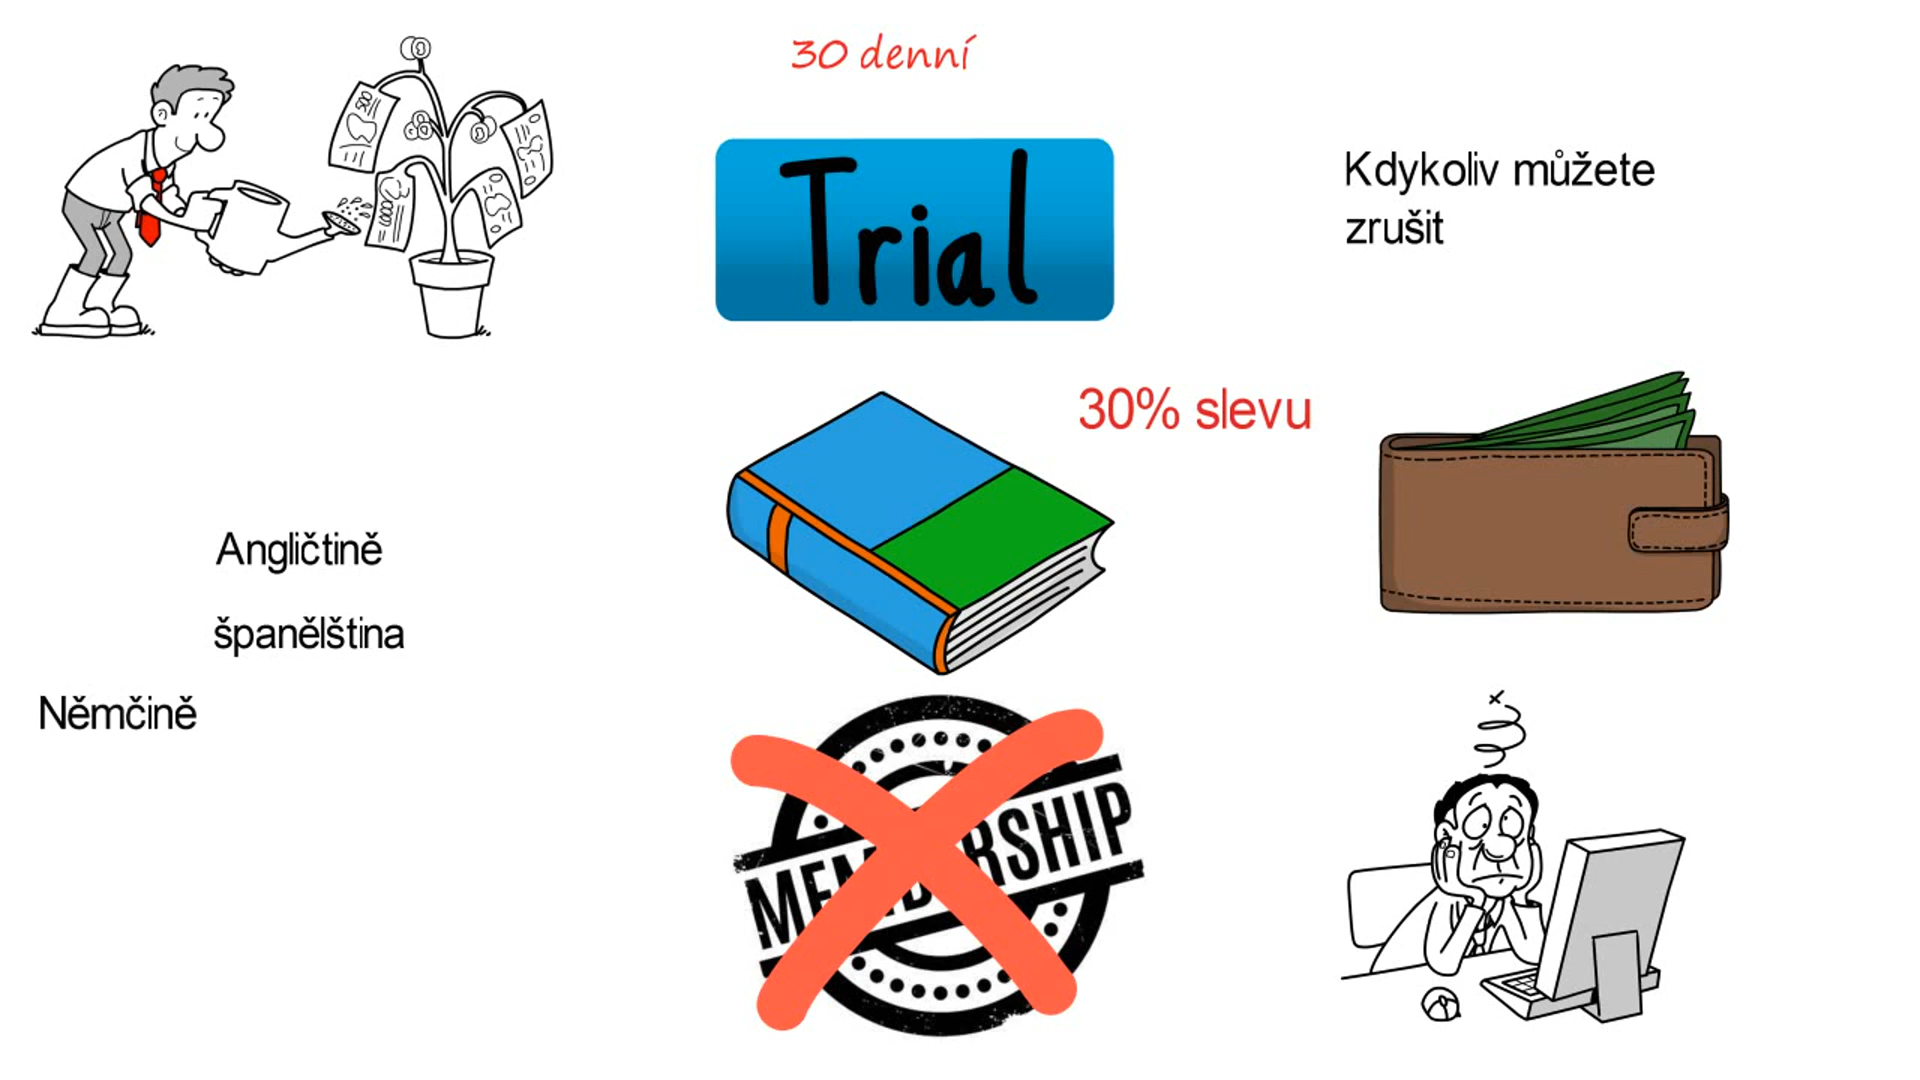 30 denní
Trial
Kdykoliv můžete
zrušit
30% slevu
Angličtině
španělština
Němčině